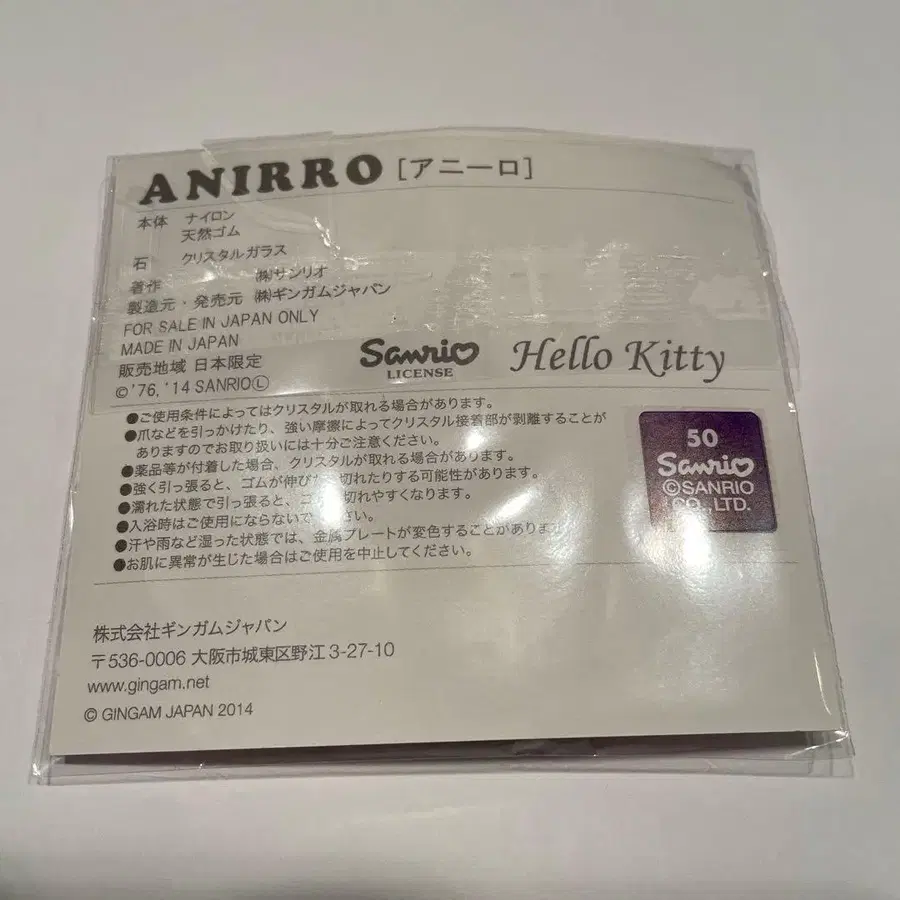 ANIRRO [アニーロ]
本体 ナイロン
天然ゴム
石 クリスタルガラス
著作 ㈱サンリオ
製造元・発売元 ㈱ギンガムジャパン
FOR SALE IN JAPAN ONLY
MADE IN JAPAN
販売地域 日本限定
©'76,'14 SANRIOⓁ
Sanrio
LICENSE
Hello Kitty
●ご使用条件によってはクリスタルが取れる場合があります。
●爪などを引っかけたり、強い摩擦によってクリスタル接着部が剥離することが
ありますのでお取り扱いには十分ご注意ください。
●薬品等が付着した場合、クリスタルが取れる場合があります。
●強く引っ張ると、ゴムが伸び 切れたりする可能性があります。
●濡れた状態で引っ張ると、 切れやすくなります。
●入浴時はご使用にならないで さい。
●汗や雨など湿った状態では、金属プレートが変色することがあります
●お肌に異常が生じた場合はご使用を中止してください。
50
Sanrio
©SANRIO
CO.,LTD.
株式会社ギンガムジャパン
〒536-0006 大阪市城東区野江 3-27-10
www.gingam.net
© GINGAM JAPAN 2014